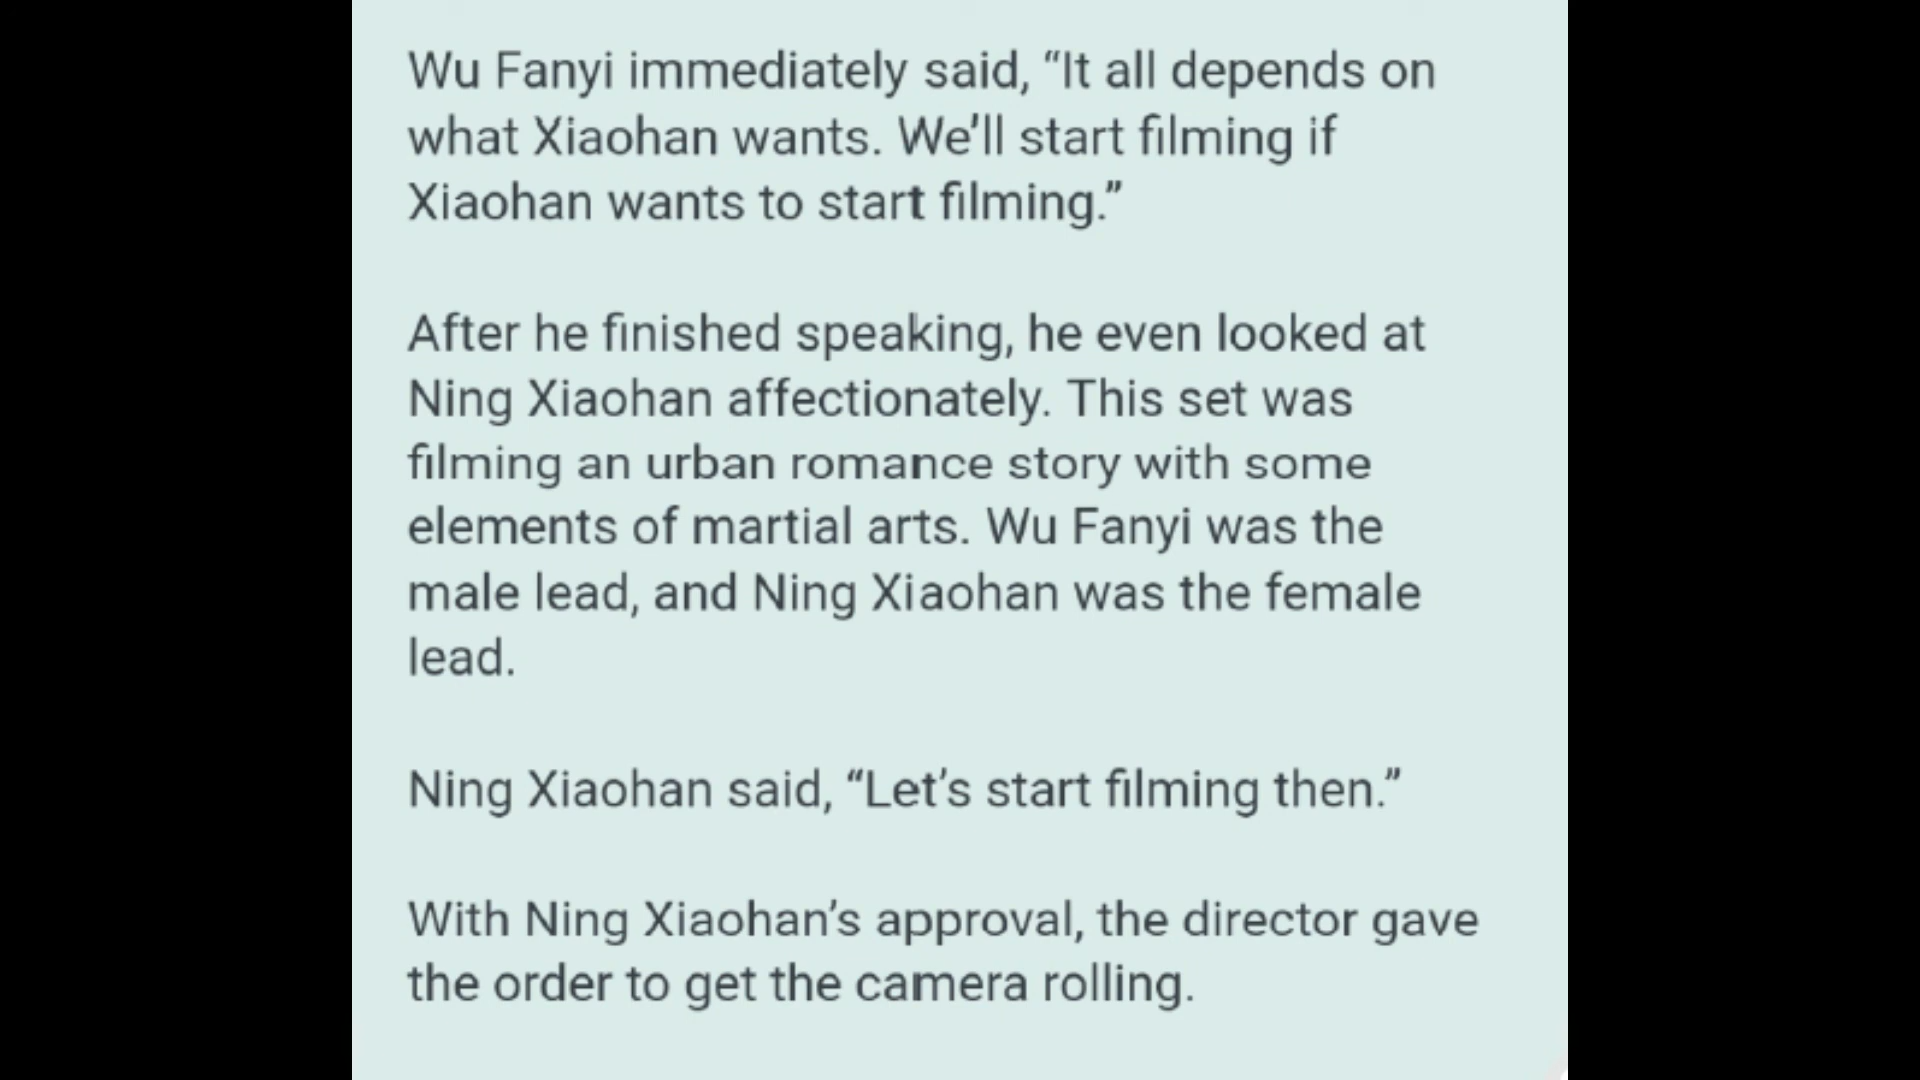 Wu Fanyi immediately said, “It all depends on
what Xiaohan wants. We’ll start filming if
Xiaohan wants to start filming.”
After he finished speaking, he even looked at
Ning Xiaohan affectionately. This set was
filming an urban romance story with some
elements of martial arts. Wu Fanyi was the
male lead, and Ning Xiaohan was the female
lead.
Ning Xiaohan said, “Let’s start filming then.”
With Ning Xiaohan’s approval, the director gave
the order to get the camera rolling.